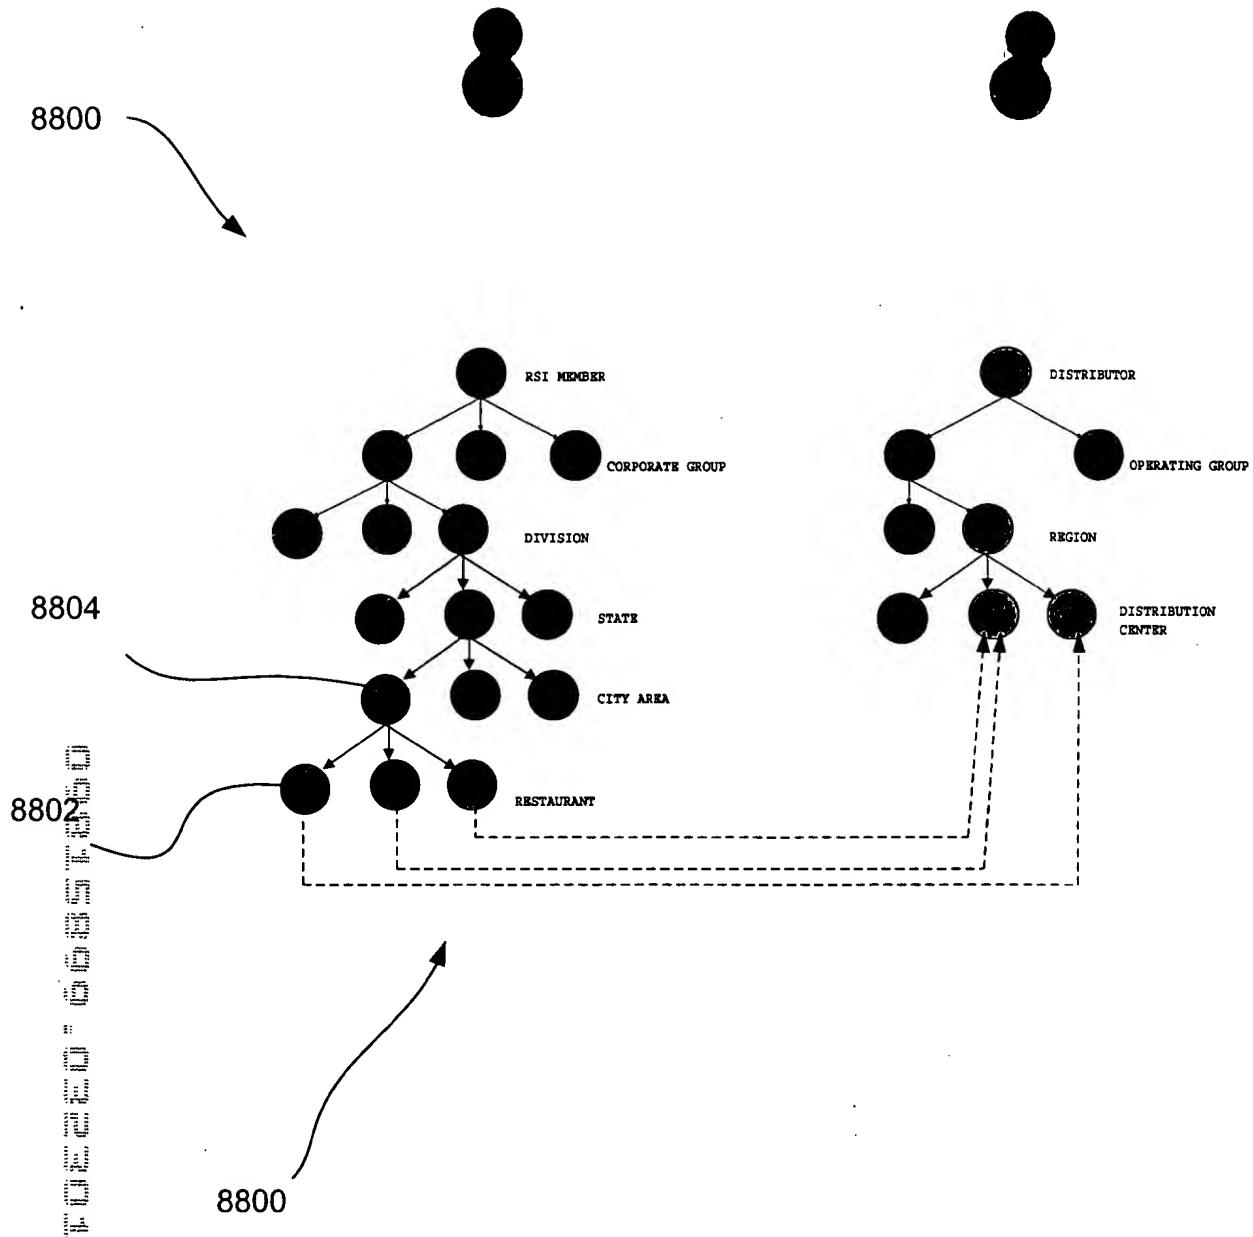 8800
RSI MEMBER
DISTRIBUTOR
CORPORATE GROUP
OPERATING GROUP
DIVISION
REGION
8804
STATE
DISTRIBUTION
CENTER
CITY AREA
8802
RESTAURANT
8800